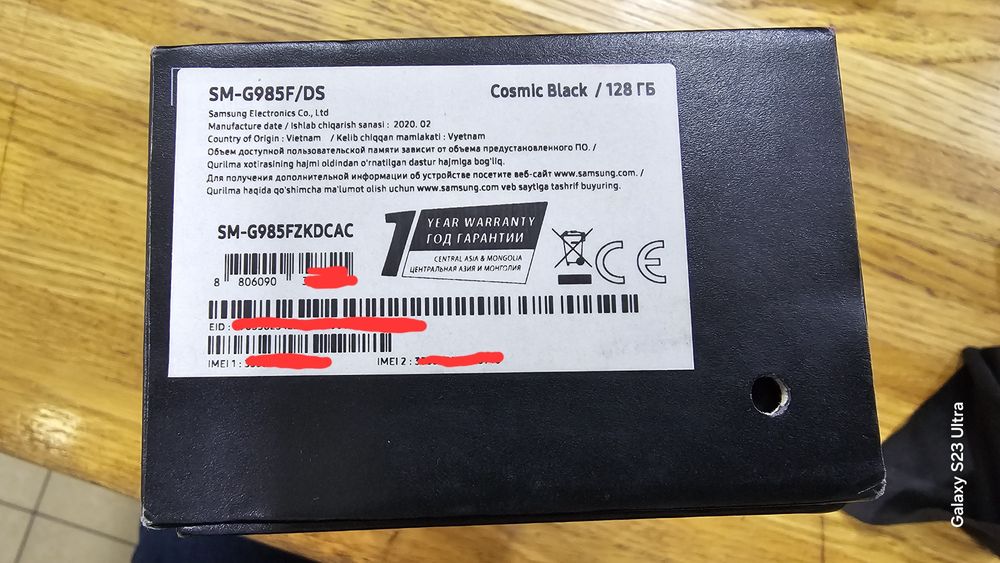 SM-G985F/DS
Cosmic Black / 128 ГБ
Samsung Electronics Co., Ltd
Manufacture date / Ishlab chiqarish sanasi : 2020. 02
Country of Origin : Vietnam / Kelib chiqqan mamlakati : Vyetnam
Объем доступной пользовательской памяти зависит от объема предустановленного ПО. /
Qurilma xotirasining hajmi oldindan o'rnatilgan dastur hajmiga bog'liq.
Для получения дополнительной информации об устройстве посетите веб-сайт www.samsung.com. /
Qurilma haqida qo'shimcha ma'lumot olish uchun www.samsung.com veb saytiga tashrif buyuring.
SM-G985FZKDCAC
1 YEAR WARRANTY
ГОД ГАРАНТИИ
CENTRAL ASIA & MONGOLIA
ЦЕНТРАЛЬНАЯ АЗИЯ И МОНГОЛИЯ
CE
8 806090
EID :
IMEI 1 :
IMEI 2 :
Galaxy S23 Ultra